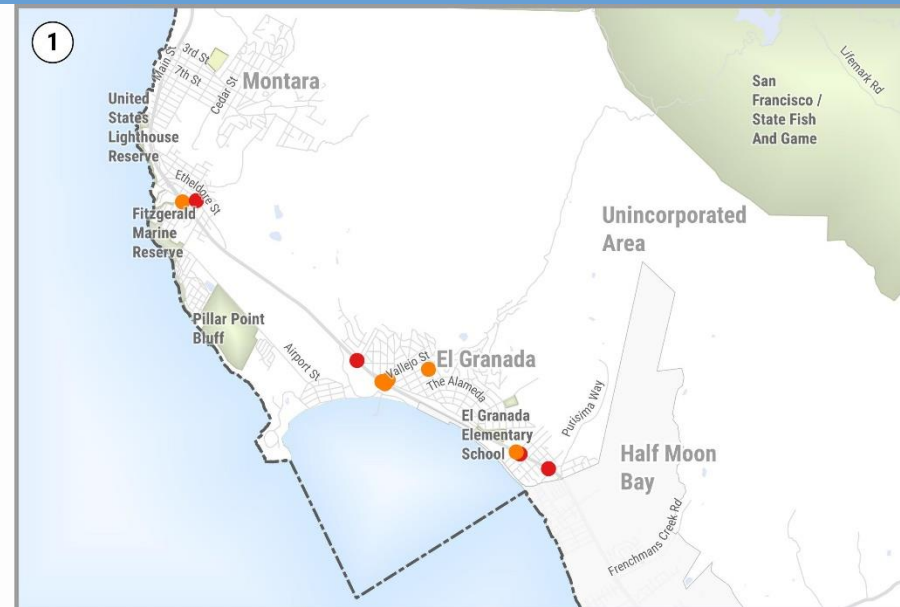 1
3rd St
Main St
7th St
Cedar St
Montara
United
States
Lighthouse
Reserve
San
Francisco /
State Fish
And Game
Lifemark Rd
Etheldore St
Fitzgerald
Marine
Reserve
Unincorporated
Area
Pillar Point
Bluff
Airport St
Vallejo St
El Granada
The Alameda
Purisima Way
El Granada
Elementary
School
Half Moon
Bay
Frenchmans Creek Rd